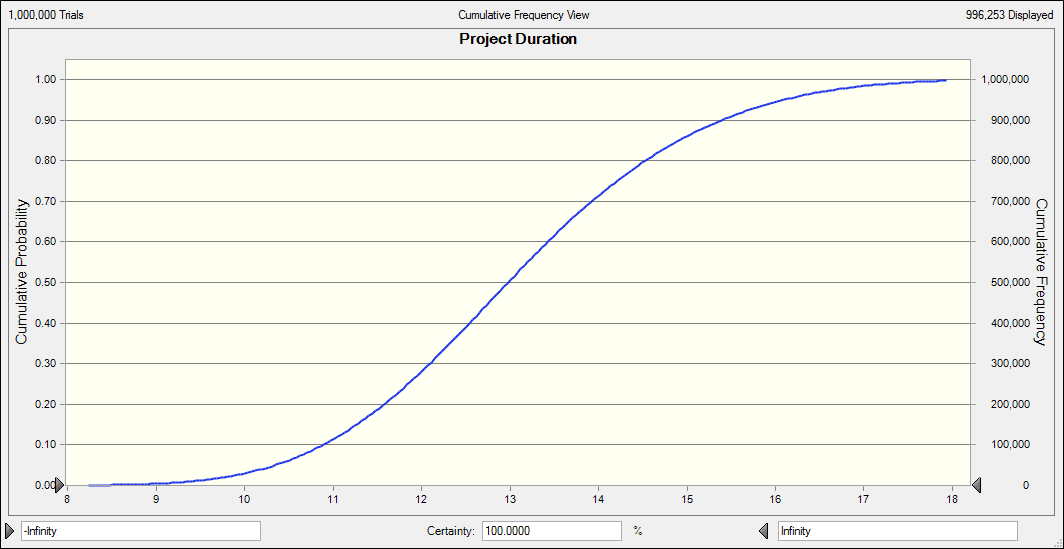 1,000,000 Trials
Cumulative Frequency View
996,253 Displayed
Project Duration
Cumulative Probability
1.00
0.90
0.80
0.70
0.60
0.50
0.40
0.30
0.20
0.10
0.00
1,000,000
900,000
800,000
700,000
600,000
500,000
400,000
300,000
200,000
100,000
0
Cumulative Frequency
8 9 10 11 12 13 14 15 16 17 18
-Infinity
Certainty: 100.0000 %
Infinity